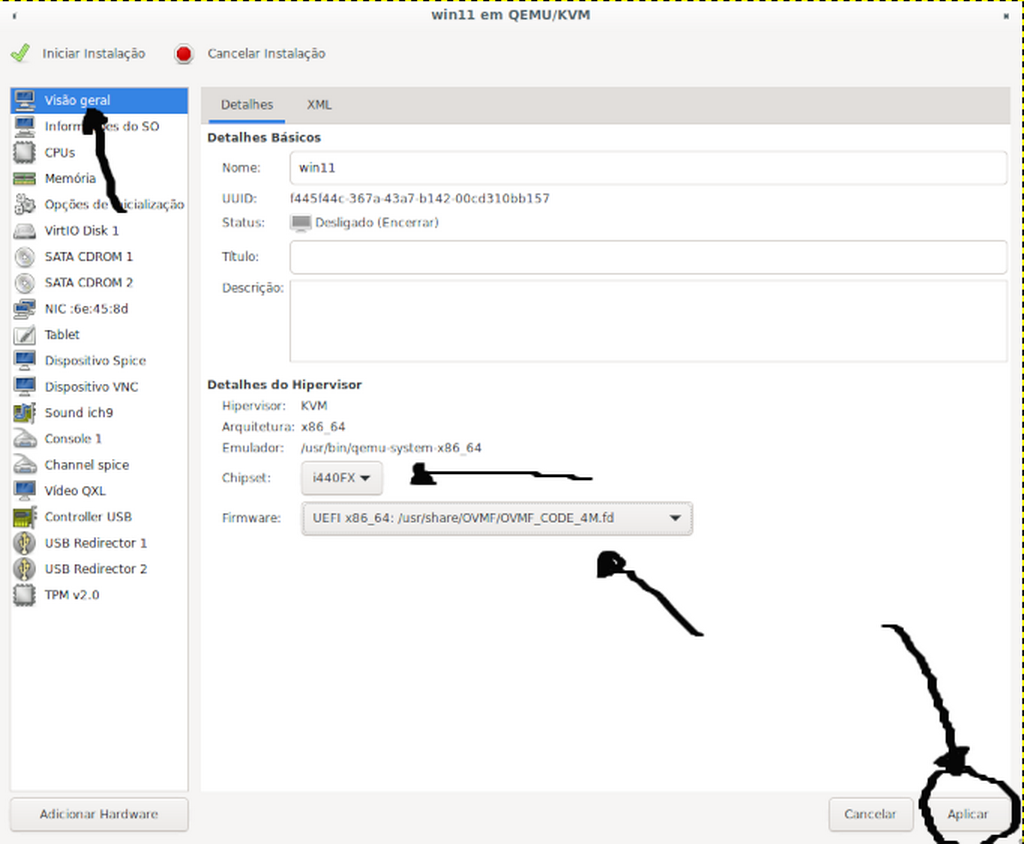 win11 em QEMU/KVM
Iniciar Instalação
Cancelar Instalação
Visão geral
Informações do SO
CPUs
Memória
Opções de inicialização
VirtIO Disk 1
SATA CDROM 1
SATA CDROM 2
NIC :6e:45:8d
Tablet
Dispositivo Spice
Dispositivo VNC
Sound ich9
Console 1
Channel spice
Vídeo QXL
Controller USB
USB Redirector 1
USB Redirector 2
TPM v2.0
Adicionar Hardware
Detalhes XML
Detalhes Básicos
Nome: win11
UUID: f445f44c-367a-43a7-b142-00cd310bb157
Status: Desligado (Encerrar)
Título:
Descrição:
Detalhes do Hipervisor
Hipervisor: KVM
Arquitetura: x86_64
Emulador: /usr/bin/qemu-system-x86_64
Chipset: i440FX
Firmware: UEFI x86_64: /usr/share/OVMF/OVMF_CODE_4M.fd
Cancelar
Aplicar